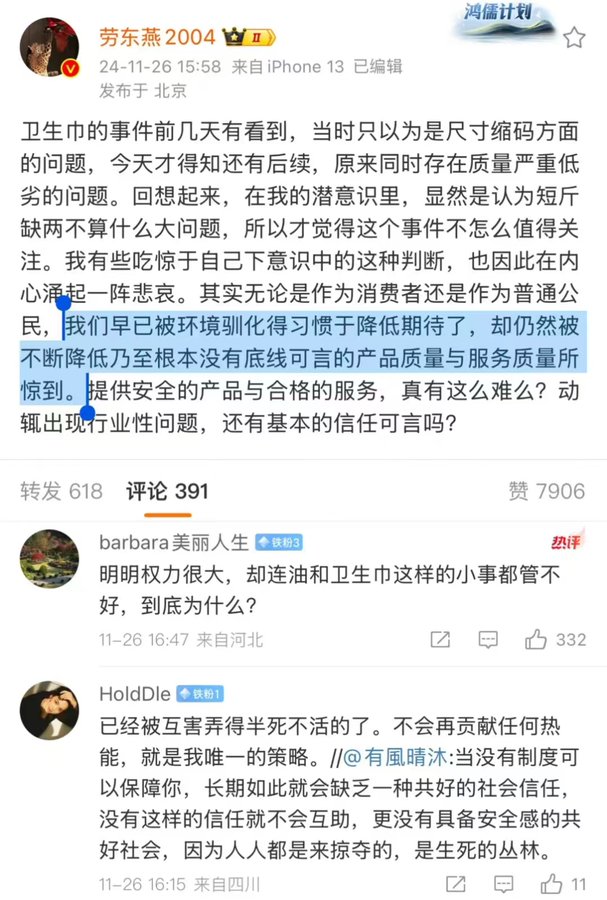 鸿儒计划
劳东燕2004 II
24-11-26 15:58 来自iPhone 13 已编辑
发布于 北京
卫生巾的事件前几天有看到，当时只以为是尺寸缩码方面
的问题，今天才得知还有后续，原来同时存在质量严重低
劣的问题。回想起来，在我的潜意识里，显然是认为短斤
缺两不算什么大问题，所以才觉得这个事件不怎么值得关
注。我有些吃惊于自己下意识中的这种判断，也因此在内
心涌起一阵悲哀。其实无论是作为消费者还是作为普通公
民，我们早已被环境驯化得习惯于降低期待了，却仍然被
不断降低乃至根本没有底线可言的产品质量与服务质量所
惊到。提供安全的产品与合格的服务，真有这么难么？动
辄出现行业性问题，还有基本的信任可言吗？
转发 618 评论 391 赞 7906
barbara美丽人生 铁粉3 热评
明明权力很大，却连油和卫生巾这样的小事都管不
好，到底为什么？
11-26 16:47 来自河北 332
HoldDle 铁粉1
已经被互害弄得半死不活的了。不会再贡献任何热
能，就是我唯一的策略。//@有風晴沐:当没有制度可
以保障你，长期如此就会缺乏一种共好的社会信任，
没有这样的信任就不会互助，更没有具备安全感的共
好社会，因为人人都是来掠夺的，是生死的丛林。
11-26 16:15 来自四川 11